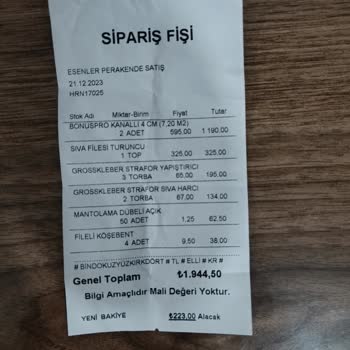 SİPARİŞ FİŞİ
ESENLER PERAKENDE SATIŞ
21.12.2023
HRN17025
Stok Adı Miktar-Birim Fiyat Tutar
BONUSPRO KANALLI 4 CM (7,20 M2)
2 ADET 595,00 1.190,00
SIVA FİLESİ TURUNCU
1 TOP 325,00 325,00
GROSSKLEBER STRAFOR YAPIŞTIRICI
3 TORBA 65,00 195,00
GROSSKLEBER STRAFOR SIVA HARCI
2 TORBA 67,00 134,00
MANTOLAMA DÜBELİ AÇIK
50 ADET 1,25 62,50
FİLELİ KÖŞEBENT
4 ADET 9,50 38,00
# BİNDOKUZYÜZKIRKDÖRT # TL # ELLİ # KR #
Genel Toplam ₺1.944,50
Bilgi Amaçlıdır Mali Değeri Yoktur.
YENİ BAKİYE ₺223,00 Alacak